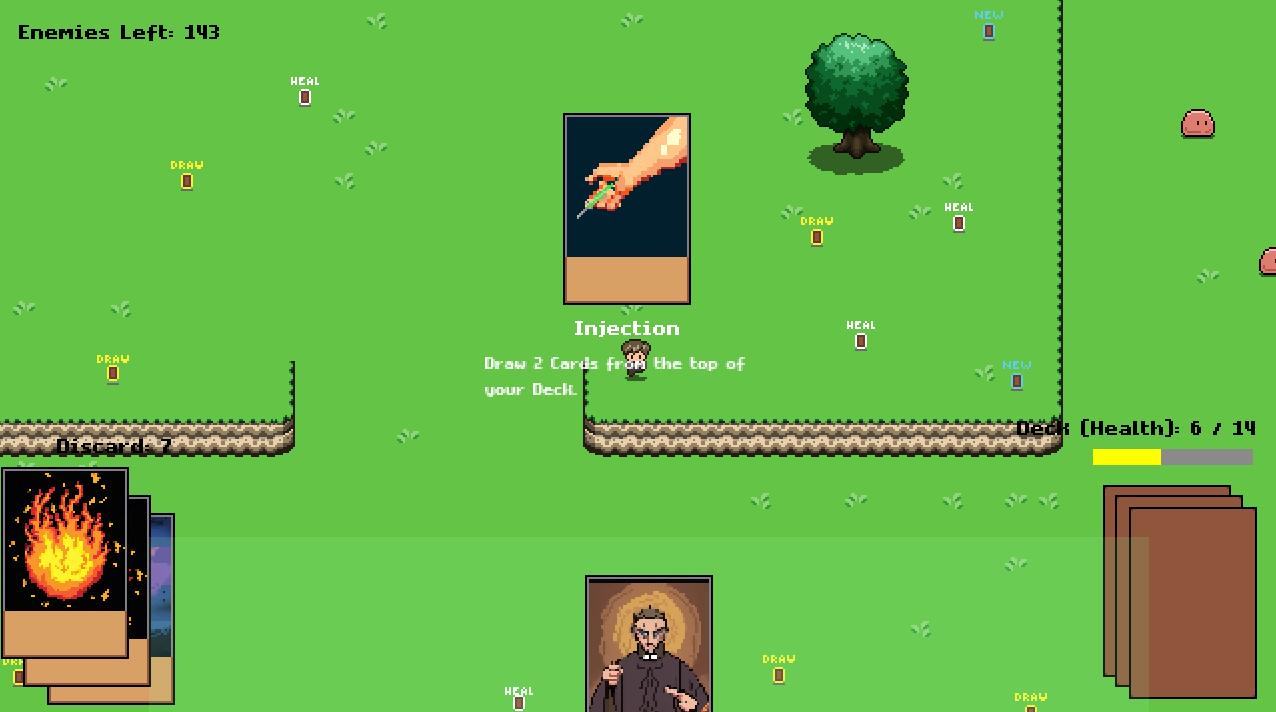 NEW
Enemies Left: 143
HEAL
DRAW
HEAL
DRAW
Injection
HEAL
DRAW
Draw 2 Cards from the top of
your Deck.
NEW
Deck (Health): 6 / 14
Discard: 7
DRAW
DRAW
HEAL
DRAW